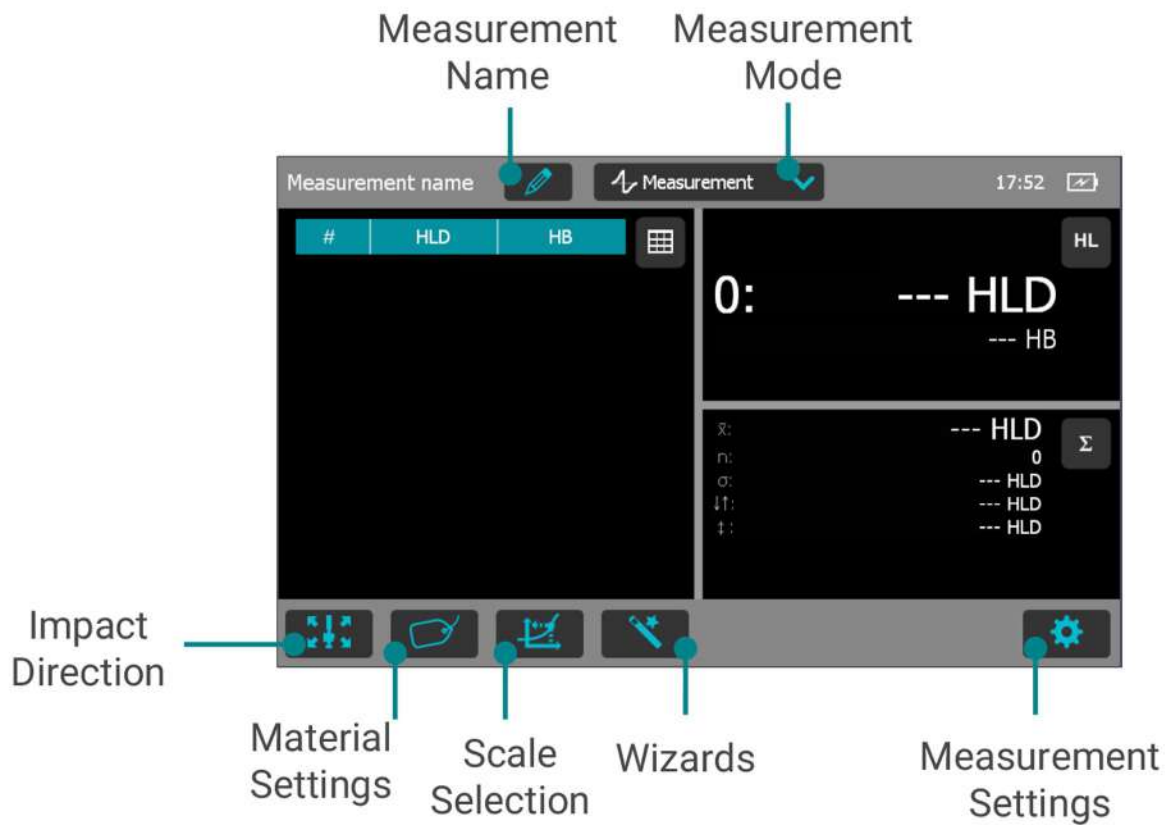 Measurement
Name
Measurement
Mode
Measurement name
Measurement
17:52
# HLD HB
HL
0: --- HLD
--- HB
x̄: --- HLD
Σ
n: 0
σ: --- HLD
↓↑: --- HLD
↕: --- HLD
Impact
Direction
Material
Settings
Scale
Selection
Wizards
Measurement
Settings